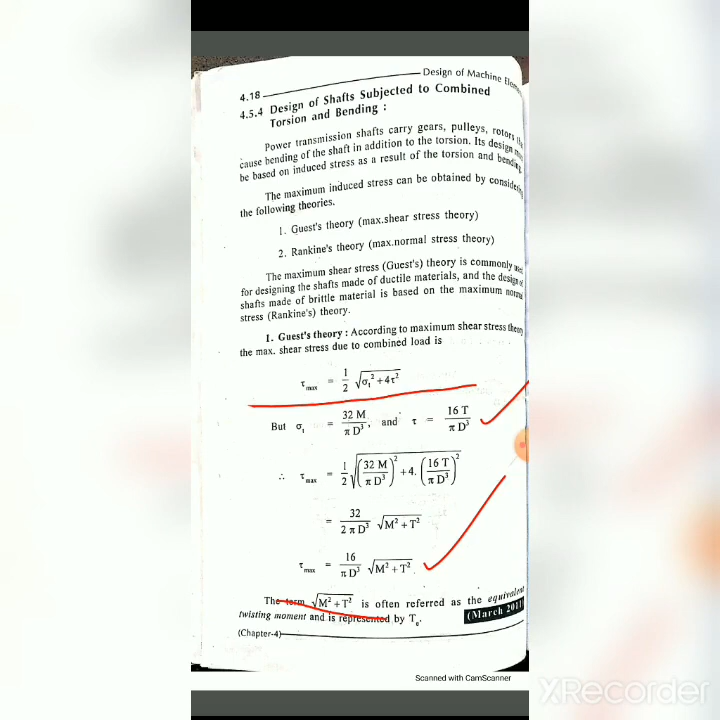 4.18
Design of Machine
4.5.4 Design of Shafts Subjected to Combined
Torsion and Bending :
Power transmission shafts carry gears, pulleys, rotors
cause bending of the shaft in addition to the torsion. Its design
be based on induced stress as a result of the torsion and bending.
The maximum induced stress can be obtained by considering
the following theories.
1. Guest's theory (max.shear stress theory)
2. Rankine's theory (max.normal stress theory)
The maximum shear stress (Guest's) theory is commonly used
for designing the shafts made of ductile materials, and the design of
shafts made of brittle material is based on the maximum normal
stress (Rankine's) theory.
1. Guest's theory : According to maximum shear stress theory
the max. shear stress due to combined load is
τmax = 1/2 √(σt² + 4τ²)
But σt = 32 M / π D³, and τ = 16 T / π D³
∴ τmax = 1/2 √((32 M / π D³)² + 4. (16 T / π D³)²)
= 32 / 2 π D³ √(M² + T²)
τmax = 16 / π D³ √(M² + T²).
The term √(M² + T²) is often referred as the equivalent
twisting moment and is represented by Te.
(March 2011)
(Chapter-4)
Scanned with CamScanner
XRecorder